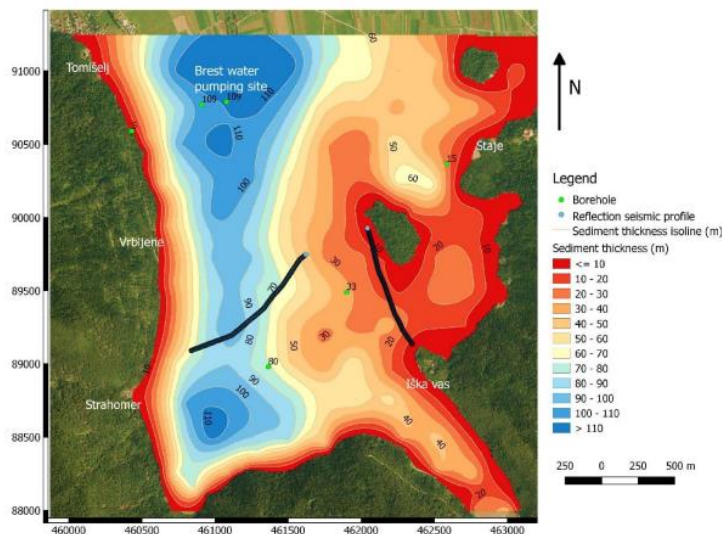 91000
90500
90000
89500
89000
88500
88000
460000 460500 461000 461500 462000 462500 463000
Tomišelj
Brest water
pumping site
Staje
Vrbljene
Strahomer
Iška vas
109
109
110
110
100
60
50
60
15
10
20
10
30
33
90
80
70
50
30
20
80
90
100
110
10
40
40
20
N
Legend
Borehole
Reflection seismic profile
Sediment thickness isoline (m)
Sediment thickness (m)
<= 10
10 - 20
20 - 30
30 - 40
40 - 50
50 - 60
60 - 70
70 - 80
80 - 90
90 - 100
100 - 110
> 110
250 0 250 500 m